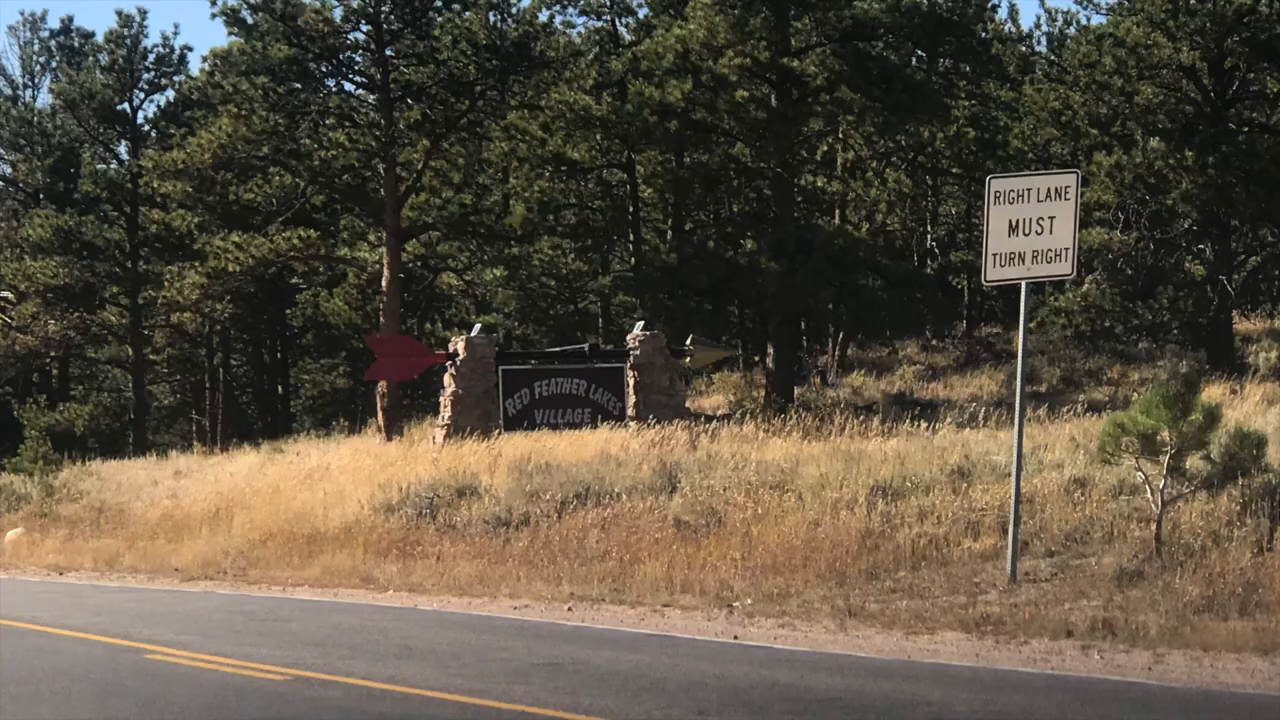 RIGHT LANE
MUST
TURN RIGHT
RED FEATHER LAKES
VILLAGE